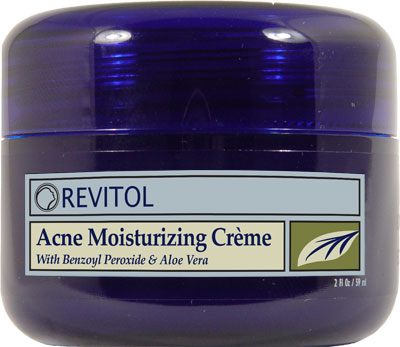 REVITOL
Acne Moisturizing Crème
With Benzoyl Peroxide & Aloe Vera
2 Fl Oz / 59 ml